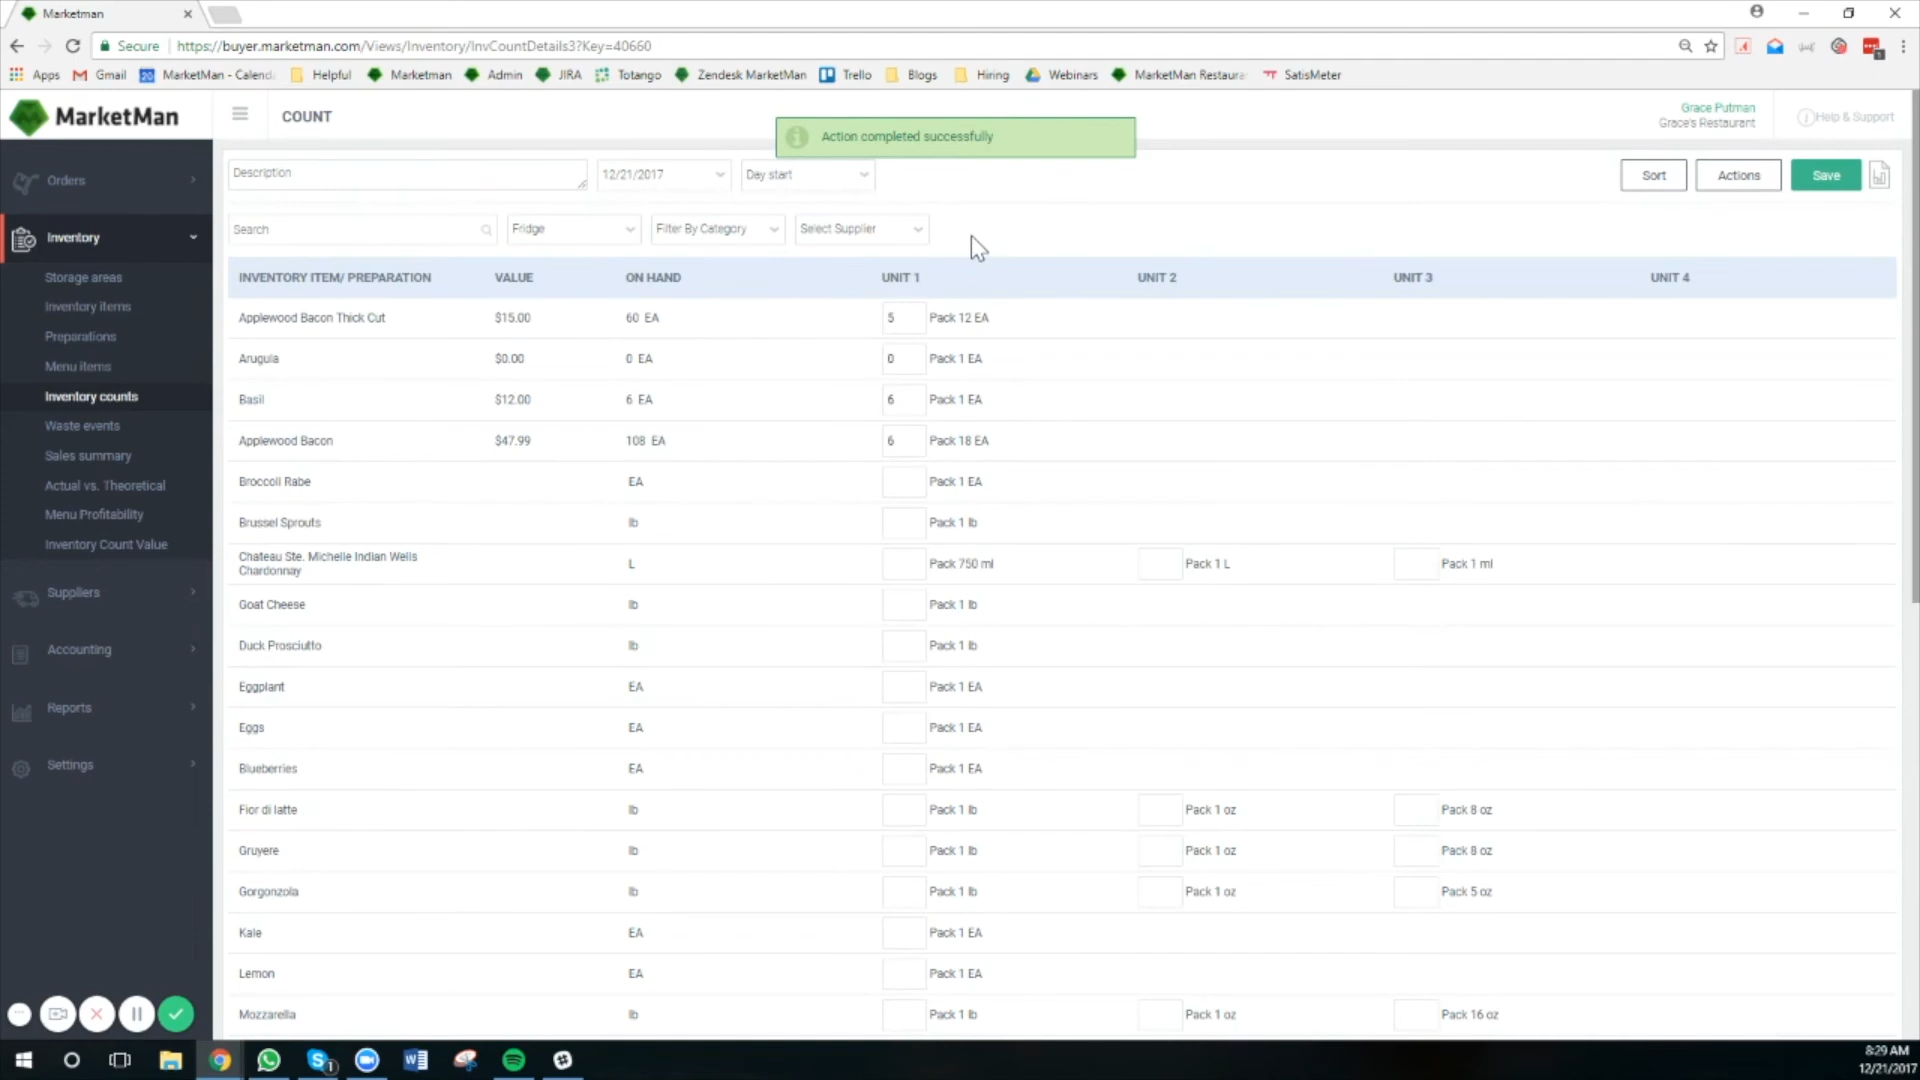 Marketman
Secure https://buyer.marketman.com/Views/Inventory/InvCountDetails3?Key=40660
Apps Gmail MarketMan - Calend Helpful Marketman Admin JIRA Totango Zendesk MarketMan Trello Blogs Hiring Webinars MarketMan Restaura SatisMeter
MarketMan COUNT Grace Putman
Grace's Restaurant Help & Support
Action completed successfully
Description 12/21/2017 Day start Sort Actions Save
Search Fridge Filter By Category Select Supplier
Orders
Inventory
Storage areas
Inventory items
Preparations
Menu items
Inventory counts
Waste events
Sales summary
Actual vs. Theoretical
Menu Profitability
Inventory Count Value
Suppliers
Accounting
Reports
Settings
INVENTORY ITEM/ PREPARATION VALUE ON HAND UNIT 1 UNIT 2 UNIT 3 UNIT 4
Applewood Bacon Thick Cut $15.00 60 EA 5 Pack 12 EA
Arugula $0.00 0 EA 0 Pack 1 EA
Basil $12.00 6 EA 6 Pack 1 EA
Applewood Bacon $47.99 108 EA 6 Pack 18 EA
Broccoli Rabe EA Pack 1 EA
Brussel Sprouts lb Pack 1 lb
Chateau Ste. Michelle Indian Wells
Chardonnay L Pack 750 ml Pack 1 L Pack 1 ml
Goat Cheese lb Pack 1 lb
Duck Prosciutto lb Pack 1 lb
Eggplant EA Pack 1 EA
Eggs EA Pack 1 EA
Blueberries EA Pack 1 EA
Fior di latte lb Pack 1 lb Pack 1 oz Pack 8 oz
Gruyere lb Pack 1 lb Pack 1 oz Pack 8 oz
Gorgonzola lb Pack 1 lb Pack 1 oz Pack 5 oz
Kale EA Pack 1 EA
Lemon EA Pack 1 EA
Mozzarella lb Pack 1 lb Pack 1 oz Pack 16 oz
8:29 AM
12/21/2017